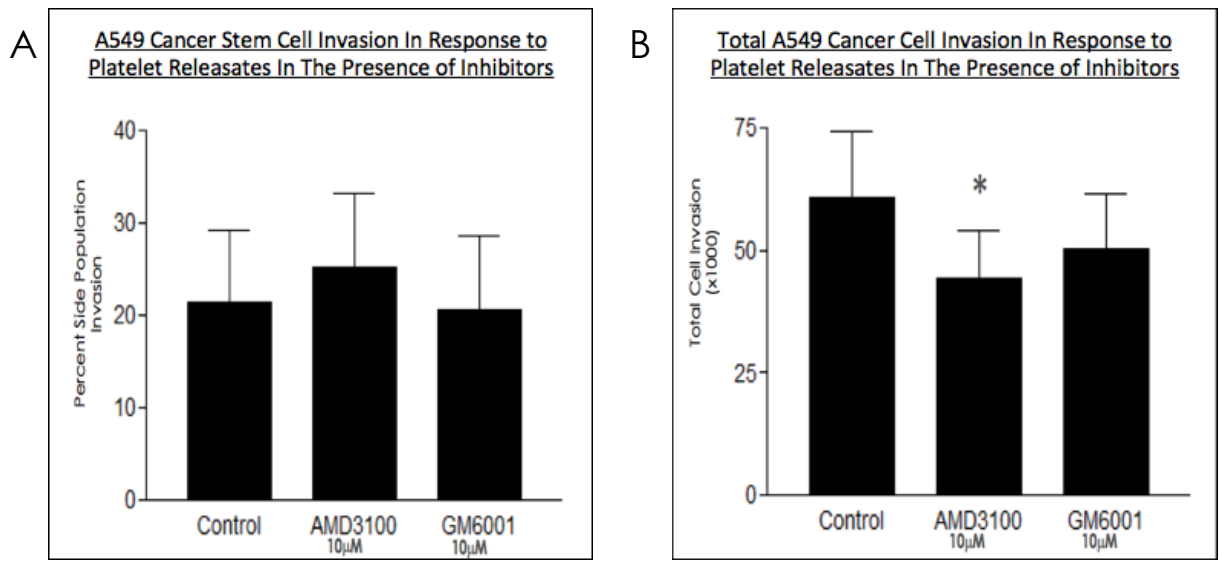 A
A549 Cancer Stem Cell Invasion In Response to
Platelet Releasates In The Presence of Inhibitors
Percent Side Population
Invasion
40
30
20
10
0
Control AMD3100 GM6001
10µM 10µM
B
Total A549 Cancer Cell Invasion In Response to
Platelet Releasates In The Presence of Inhibitors
Total Cell Invasion
(x1000)
75
50
25
0
*
Control AMD3100 GM6001
10µM 10µM